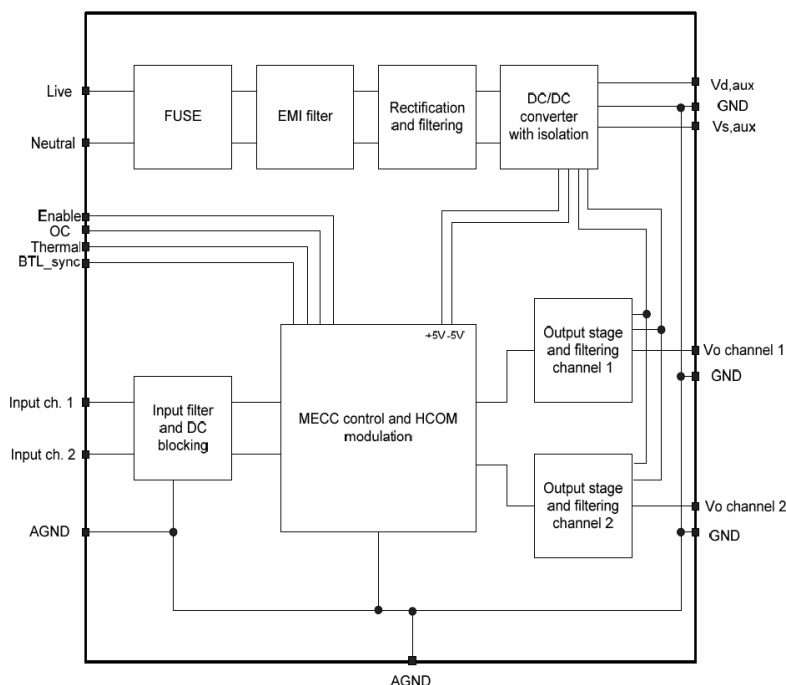 Live
Neutral
FUSE
EMI filter
Rectification
and filtering
DC/DC
converter
with isolation
Vd,aux
GND
Vs,aux
Enable
OC
Thermal
BTL_sync
+5V -5V
Output stage
and filtering
channel 1
Vo channel 1
GND
Input ch. 1
Input ch. 2
Input filter
and DC
blocking
MECC control and HCOM
modulation
Output stage
and filtering
channel 2
Vo channel 2
GND
AGND
AGND